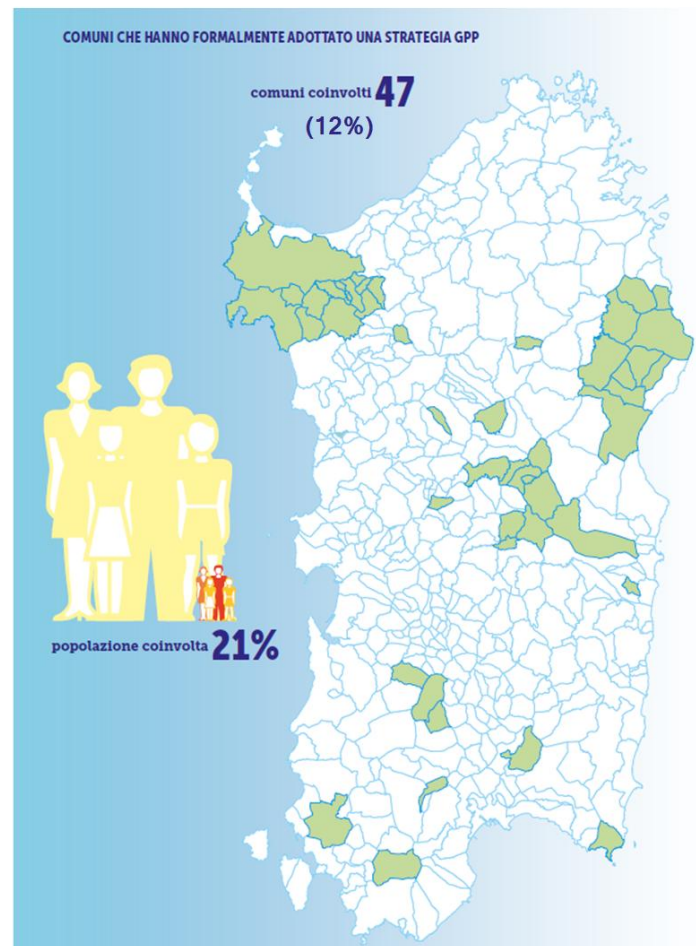 COMUNI CHE HANNO FORMALMENTE ADOTTATO UNA STRATEGIA GPP
comuni coinvolti 47
(12%)
popolazione coinvolta 21%